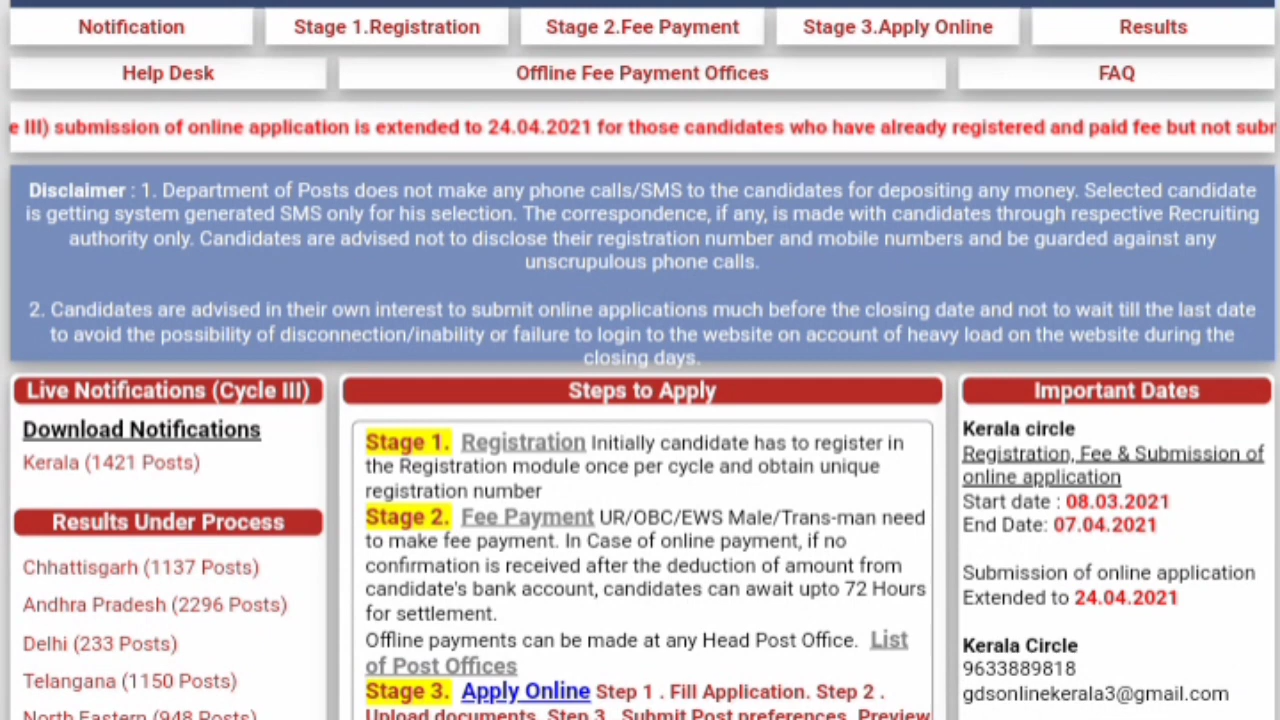 Notification
Stage 1.Registration
Stage 2.Fee Payment
Stage 3.Apply Online
Results
Help Desk
Offline Fee Payment Offices
FAQ
e III) submission of online application is extended to 24.04.2021 for those candidates who have already registered and paid fee but not
Disclaimer : 1. Department of Posts does not make any phone calls/SMS to the candidates for depositing any money. Selected candidate
is getting system generated SMS only for his selection. The correspondence, if any, is made with candidates through respective Recruiting
authority only. Candidates are advised not to disclose their registration number and mobile numbers and be guarded against any
unscrupulous phone calls.
2. Candidates are advised in their own interest to submit online applications much before the closing date and not to wait till the last date
to avoid the possibility of disconnection/inability or failure to login to the website on account of heavy load on the website during the
closing days.
Live Notifications (Cycle III)
Download Notifications
Kerala (1421 Posts)
Results Under Process
Chhattisgarh (1137 Posts)
Andhra Pradesh (2296 Posts)
Delhi (233 Posts)
Telangana (1150 Posts)
North Eastern (948 Posts)
Steps to Apply
Stage 1. Registration Initially candidate has to register in
the Registration module once per cycle and obtain unique
registration number
Stage 2. Fee Payment UR/OBC/EWS Male/Trans-man need
to make fee payment. In Case of online payment, if no
confirmation is received after the deduction of amount from
candidate's bank account, candidates can await upto 72 Hours
for settlement.
Offline payments can be made at any Head Post Office. List
of Post Offices
Stage 3. Apply Online Step 1 . Fill Application. Step 2 .
Upload documents. Step 3 . Submit Post preferences. Preview
Important Dates
Kerala circle
Registration, Fee & Submission of
online application
Start date : 08.03.2021
End Date: 07.04.2021
Submission of online application
Extended to 24.04.2021
Kerala Circle
9633889818
gdsonlinekerala3@gmail.com